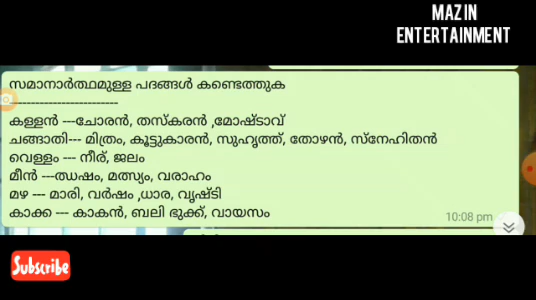 MAZIN
ENTERTAINMENT
സമാനാർത്ഥമുള്ള പദങ്ങൾ കണ്ടെത്തുക
------------------------
കള്ളൻ ---ചോരൻ, തസ്കരൻ ,മോഷ്ടാവ്
ചങ്ങാതി--- മിത്രം, കൂട്ടുകാരൻ, സുഹൃത്ത്, തോഴൻ, സ്നേഹിതൻ
വെള്ളം --- നീര്, ജലം
മീൻ ---ഝഷം, മത്സ്യം, വരാഹം
മഴ --- മാരി, വർഷം ,ധാര, വൃഷ്ടി
കാക്ക --- കാകൻ, ബലി ഭുക്ക്, വായസം
10:08 pm
Subscribe